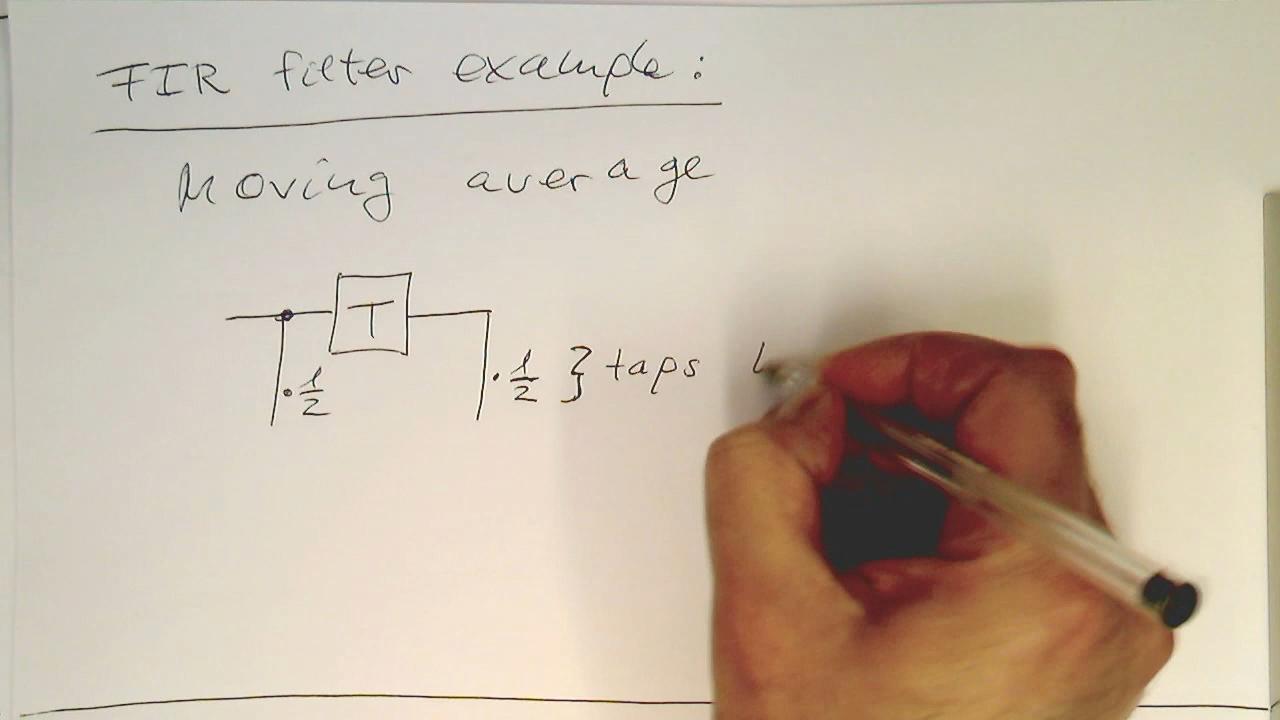 FIR filter example:
Moving average
T
· 1/2 · 1/2 } taps